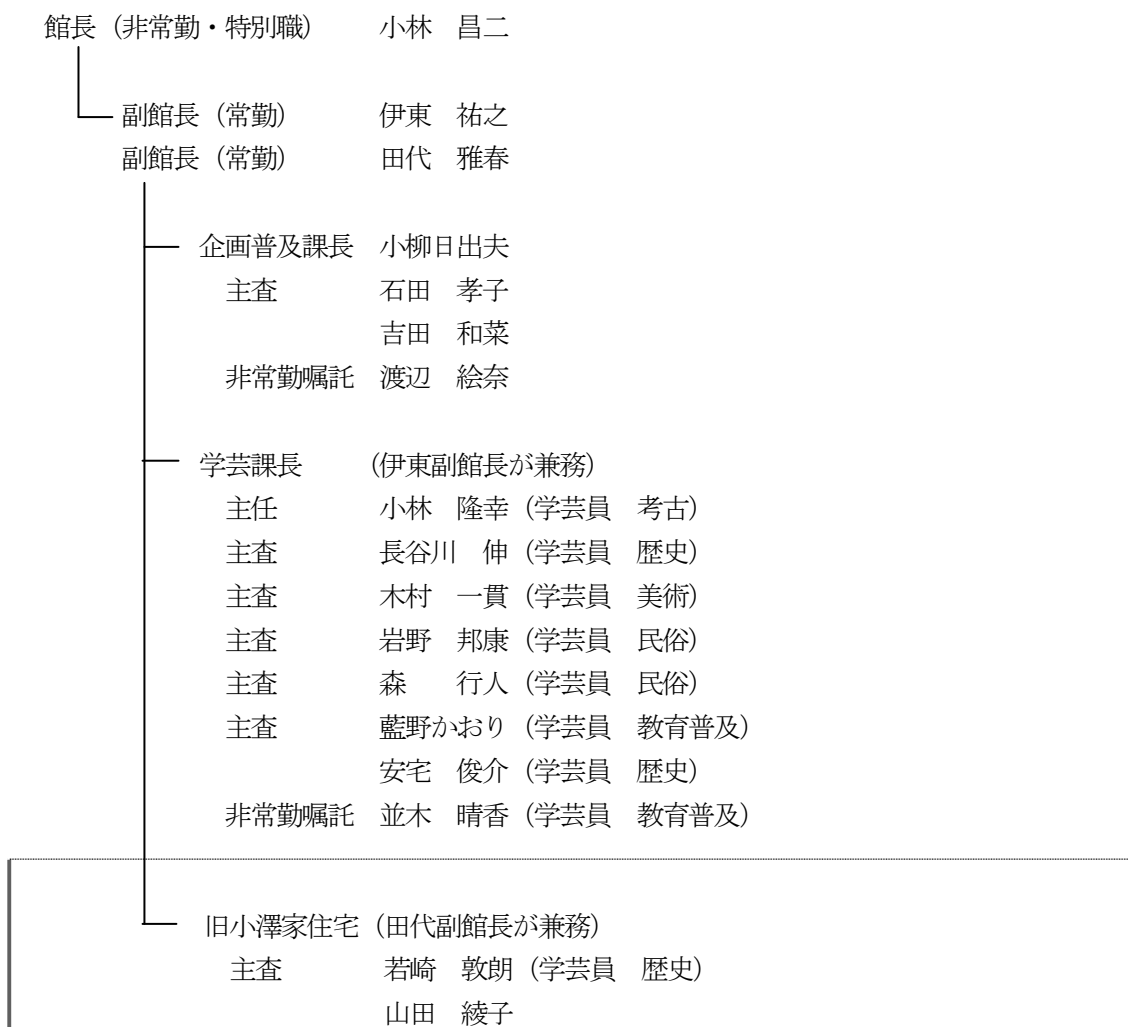 館長（非常勤・特別職）　小林　昌二
副館長（常勤）　伊東　祐之
副館長（常勤）　田代　雅春
企画普及課長　小柳日出夫
主査　石田　孝子
吉田　和菜
非常勤嘱託　渡辺　絵奈
学芸課長　（伊東副館長が兼務）
主任　小林　隆幸（学芸員　考古）
主査　長谷川　伸（学芸員　歴史）
主査　木村　一貫（学芸員　美術）
主査　岩野　邦康（学芸員　民俗）
主査　森　行人（学芸員　民俗）
主査　藍野かおり（学芸員　教育普及）
安宅　俊介（学芸員　歴史）
非常勤嘱託　並木　晴香（学芸員　教育普及）
旧小澤家住宅（田代副館長が兼務）
主査　若崎　敦朗（学芸員　歴史）
山田　綾子